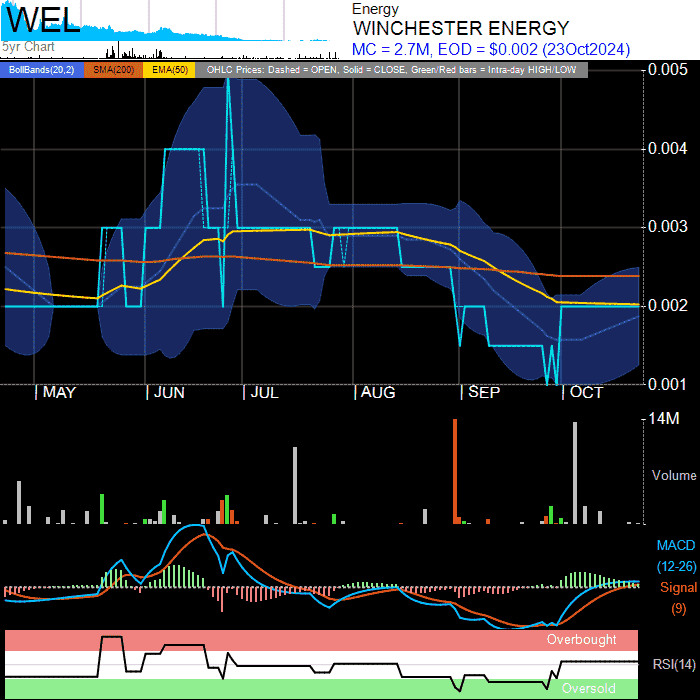 WEL
5yr Chart
Energy
WINCHESTER ENERGY
MC = 2.7M, EOD = $0.002 (23Oct2024)
BollBands(20,2) SMA(200) EMA(50) OHLC Prices: Dashed = OPEN, Solid = CLOSE, Green/Red bars = Intra-day HIGH/LOW
0.005
0.004
0.003
0.002
0.001
MAY JUN JUL AUG SEP OCT
14M
Volume
MACD
(12-26)
Signal
(9)
Overbought
RSI(14)
Oversold